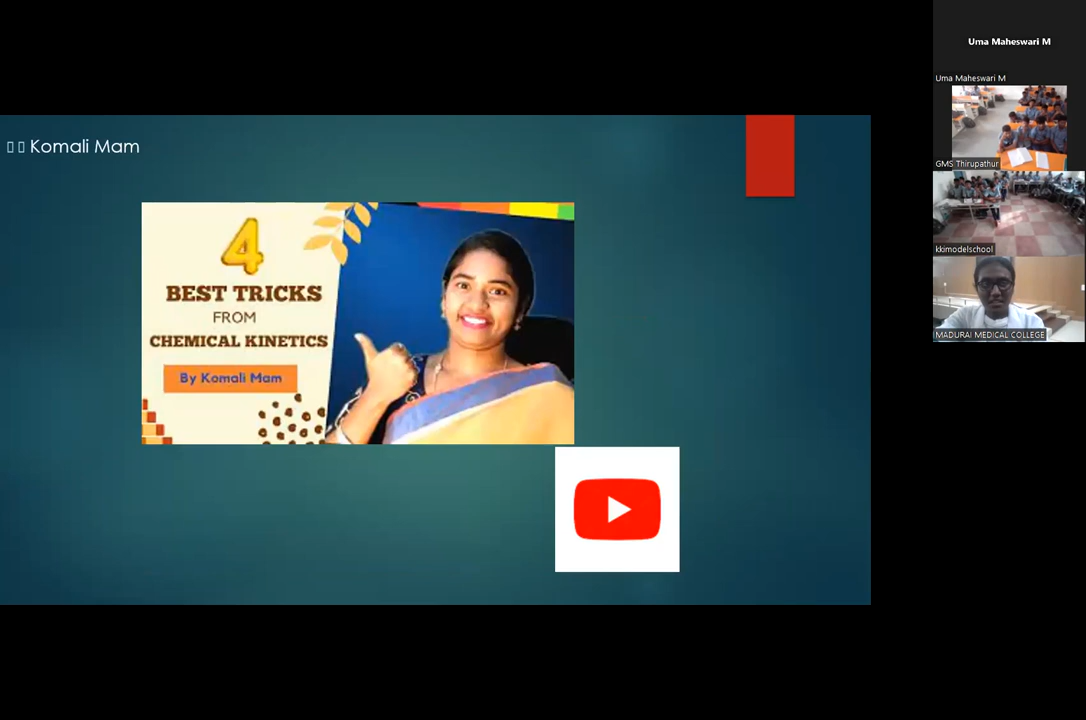 Komali Mam
4
BEST TRICKS
FROM
CHEMICAL KINETICS
By Komali Mam
Uma Maheswari M
Uma Maheswari M
GMS Thirupathur
kkimodelschool
MADURAI MEDICAL COLLEGE